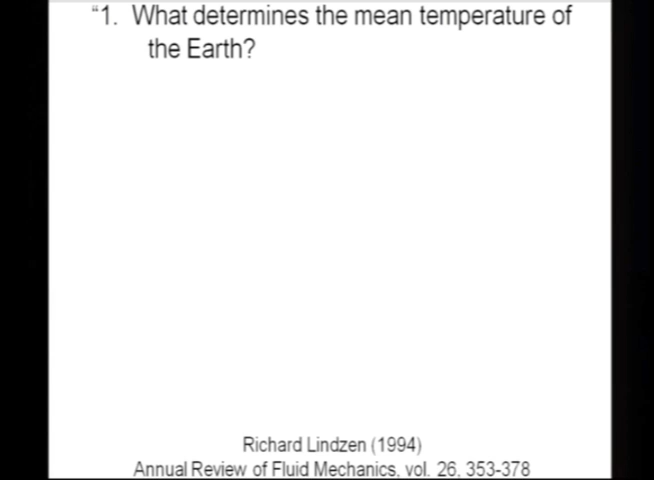 “1. What determines the mean temperature of
the Earth?
Richard Lindzen (1994)
Annual Review of Fluid Mechanics, vol. 26, 353-378